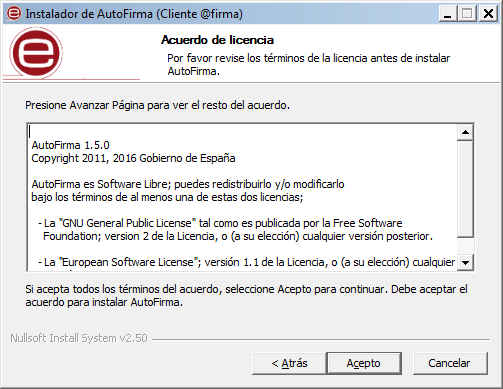 Instalador de AutoFirma (Cliente @firma)
Acuerdo de licencia
Por favor revise los términos de la licencia antes de instalar
AutoFirma.
Presione Avanzar Página para ver el resto del acuerdo.
AutoFirma 1.5.0
Copyright 2011, 2016 Gobierno de España
AutoFirma es Software Libre; puedes redistribuirlo y/o modificarlo
bajo los términos de al menos una de estas dos licencias;
- La "GNU General Public License" tal como es publicada por la Free Software
Foundation; version 2 de la Licencia, o (a su elección) cualquier versión posterior.
- La "European Software License"; versión 1.1 de la Licencia, o (a su elección) cualquier
Si acepta todos los términos del acuerdo, seleccione Acepto para continuar. Debe aceptar el
acuerdo para instalar AutoFirma.
Nullsoft Install System v2.50
< Atrás
Acepto
Cancelar